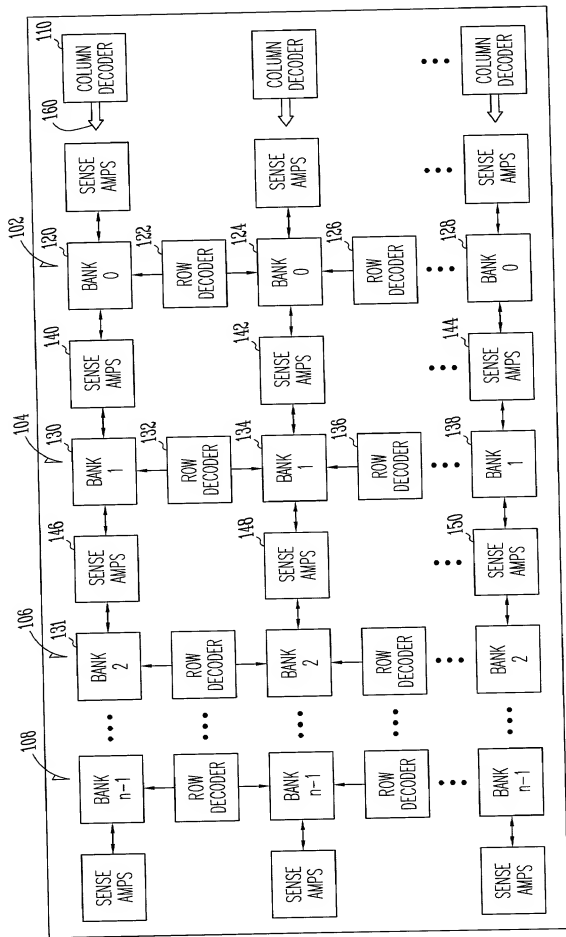 108
106
104
102
160
110
131
146
130
140
120
SENSE
AMPS
BANK
n-1
BANK
2
SENSE
AMPS
BANK
1
SENSE
AMPS
BANK
0
SENSE
AMPS
COLUMN
DECODER
132
122
ROW
DECODER
ROW
DECODER
ROW
DECODER
ROW
DECODER
148
134
142
124
SENSE
AMPS
BANK
n-1
BANK
2
SENSE
AMPS
BANK
1
SENSE
AMPS
BANK
0
SENSE
AMPS
COLUMN
DECODER
136
126
ROW
DECODER
ROW
DECODER
ROW
DECODER
ROW
DECODER
150
138
144
128
SENSE
AMPS
BANK
n-1
BANK
2
SENSE
AMPS
BANK
1
SENSE
AMPS
BANK
0
SENSE
AMPS
COLUMN
DECODER